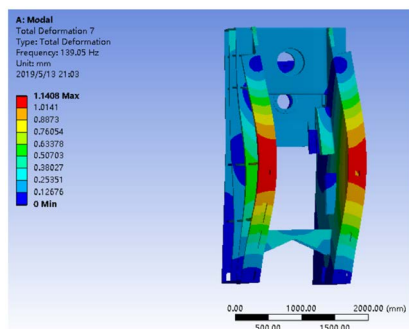 A: Modal
Total Deformation 7
Type: Total Deformation
Frequency: 139.05 Hz
Unit: mm
2019/5/13 21:03
1.1408 Max
1.0141
0.8873
0.76054
0.63378
0.50703
0.38027
0.25351
0.12676
0 Min
0.00 1000.00 2000.00 (mm)
500.00 1500.00